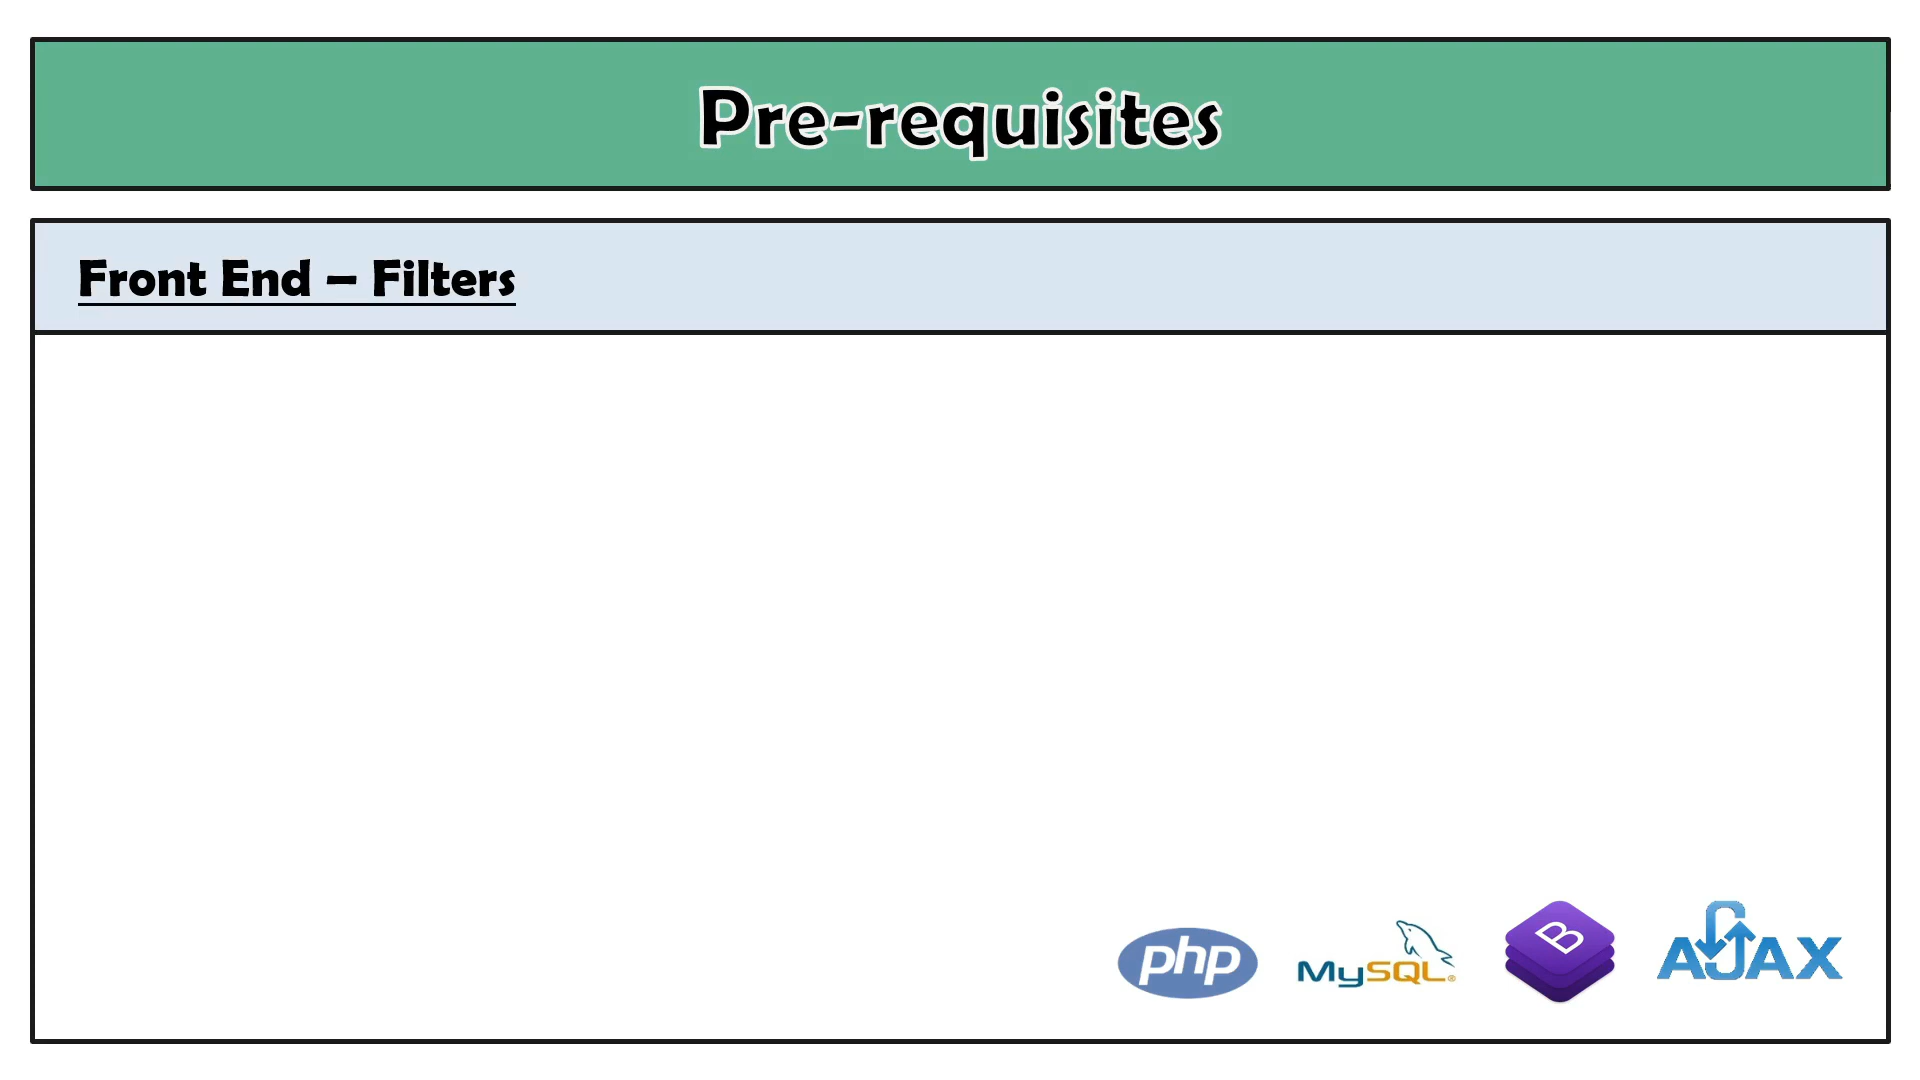 Pre-requisites
Front End – Filters
php
MySQL®
B
AJAX